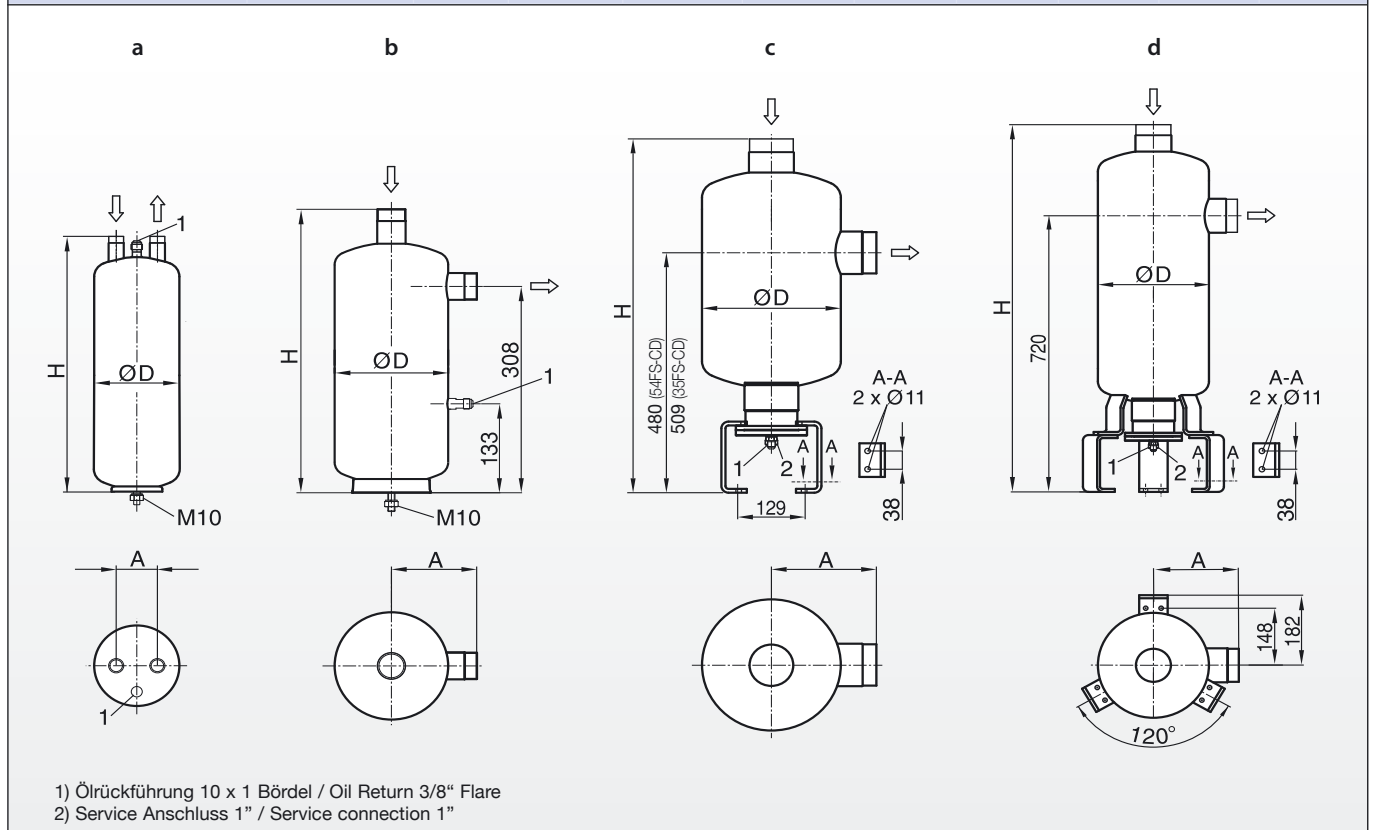 a
b
c
d
1
H
ØD
M10
A
1
H
ØD
308
133
1
M10
A
H
ØD
480 (54FS-CD)
509 (35FS-CD)
1
2
A
A
129
A-A
2 x Ø11
38
A
H
ØD
720
1
2
A
A
A-A
2 x Ø11
38
A
148
182
120°
1) Ölrückführung 10 x 1 Bördel / Oil Return 3/8“ Flare
2) Service Anschluss 1” / Service connection 1”